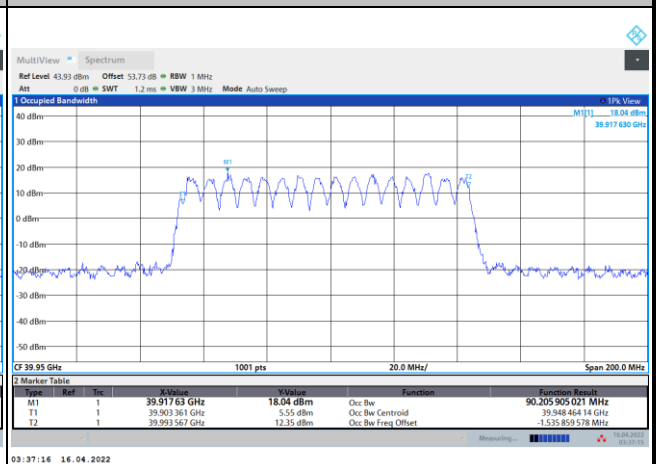 MultiView Spectrum
Ref Level 43.93 dBm Offset 53.73 dB RBW 1 MHz
Att 0 dB SWT 1.2 ms VBW 3 MHz Mode Auto Sweep
1 Occupied Bandwidth 1Pk View
M1[1] 18.04 dBm
39.917 630 GHz
40 dBm
30 dBm
M1
20 dBm
T2
10 dBm
T1
0 dBm
-10 dBm
-20 dBm
-30 dBm
-40 dBm
-50 dBm
CF 39.95 GHz 1001 pts 20.0 MHz/ Span 200.0 MHz
2 Marker Table
Type Ref Trc X-Value Y-Value Function Function Result
M1 1 39.917 63 GHz 18.04 dBm Occ Bw 90.205 905 021 MHz
T1 1 39.903 361 GHz 5.55 dBm Occ Bw Centroid 39.948 464 14 GHz
T2 1 39.993 567 GHz 12.35 dBm Occ Bw Freq Offset -1.535 859 578 MHz
Measuring... 16.04.2022
03:37:15
03:37:16 16.04.2022